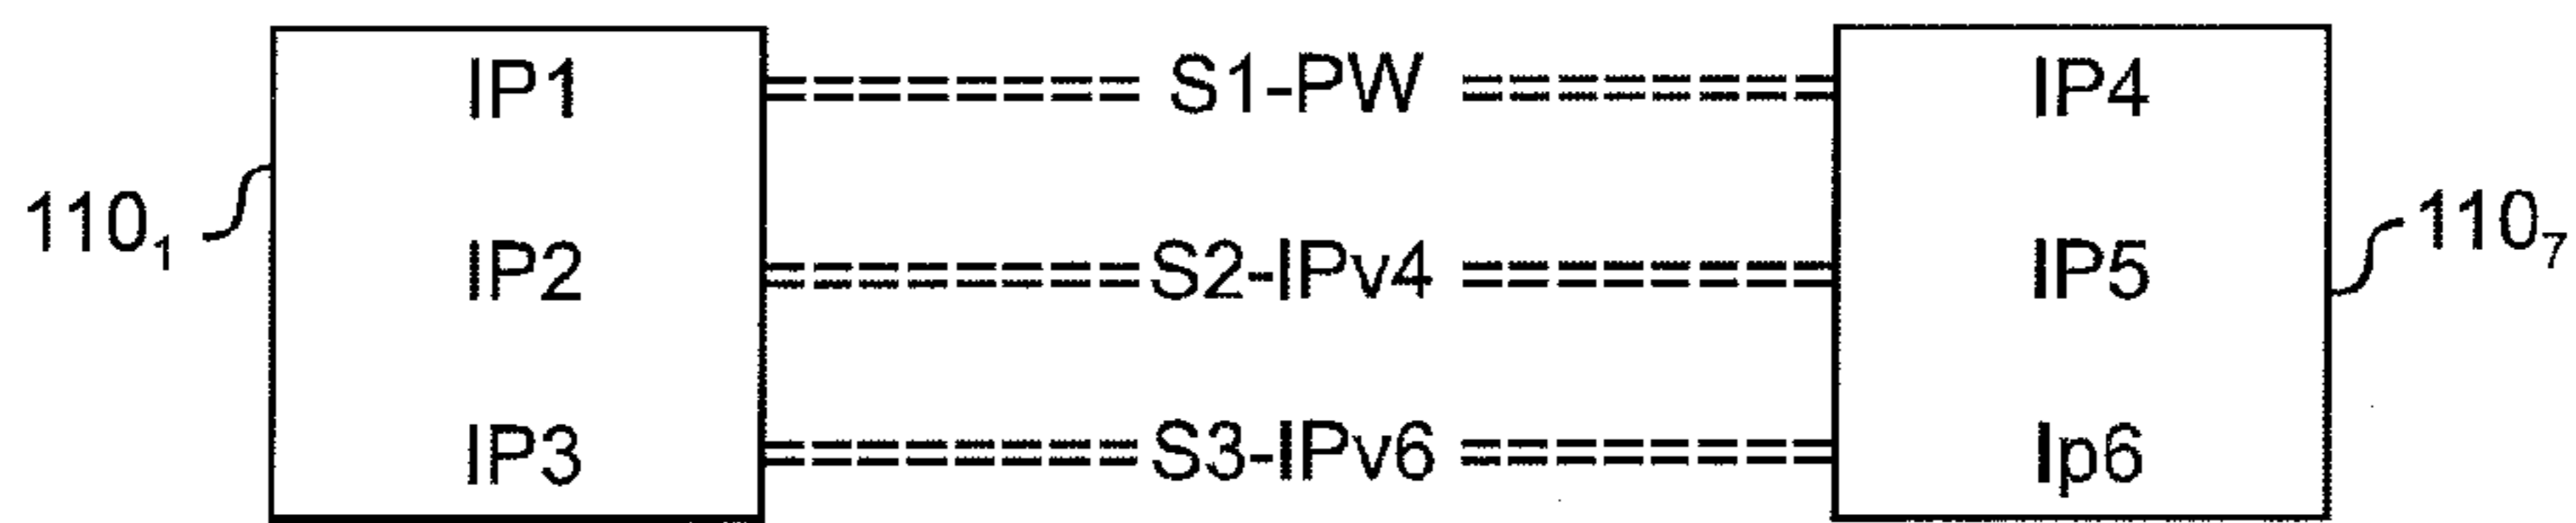 IP1 S1-PW IP4
110₁ IP2 S2-IPv4 IP5 110₇
IP3 S3-IPv6 Ip6